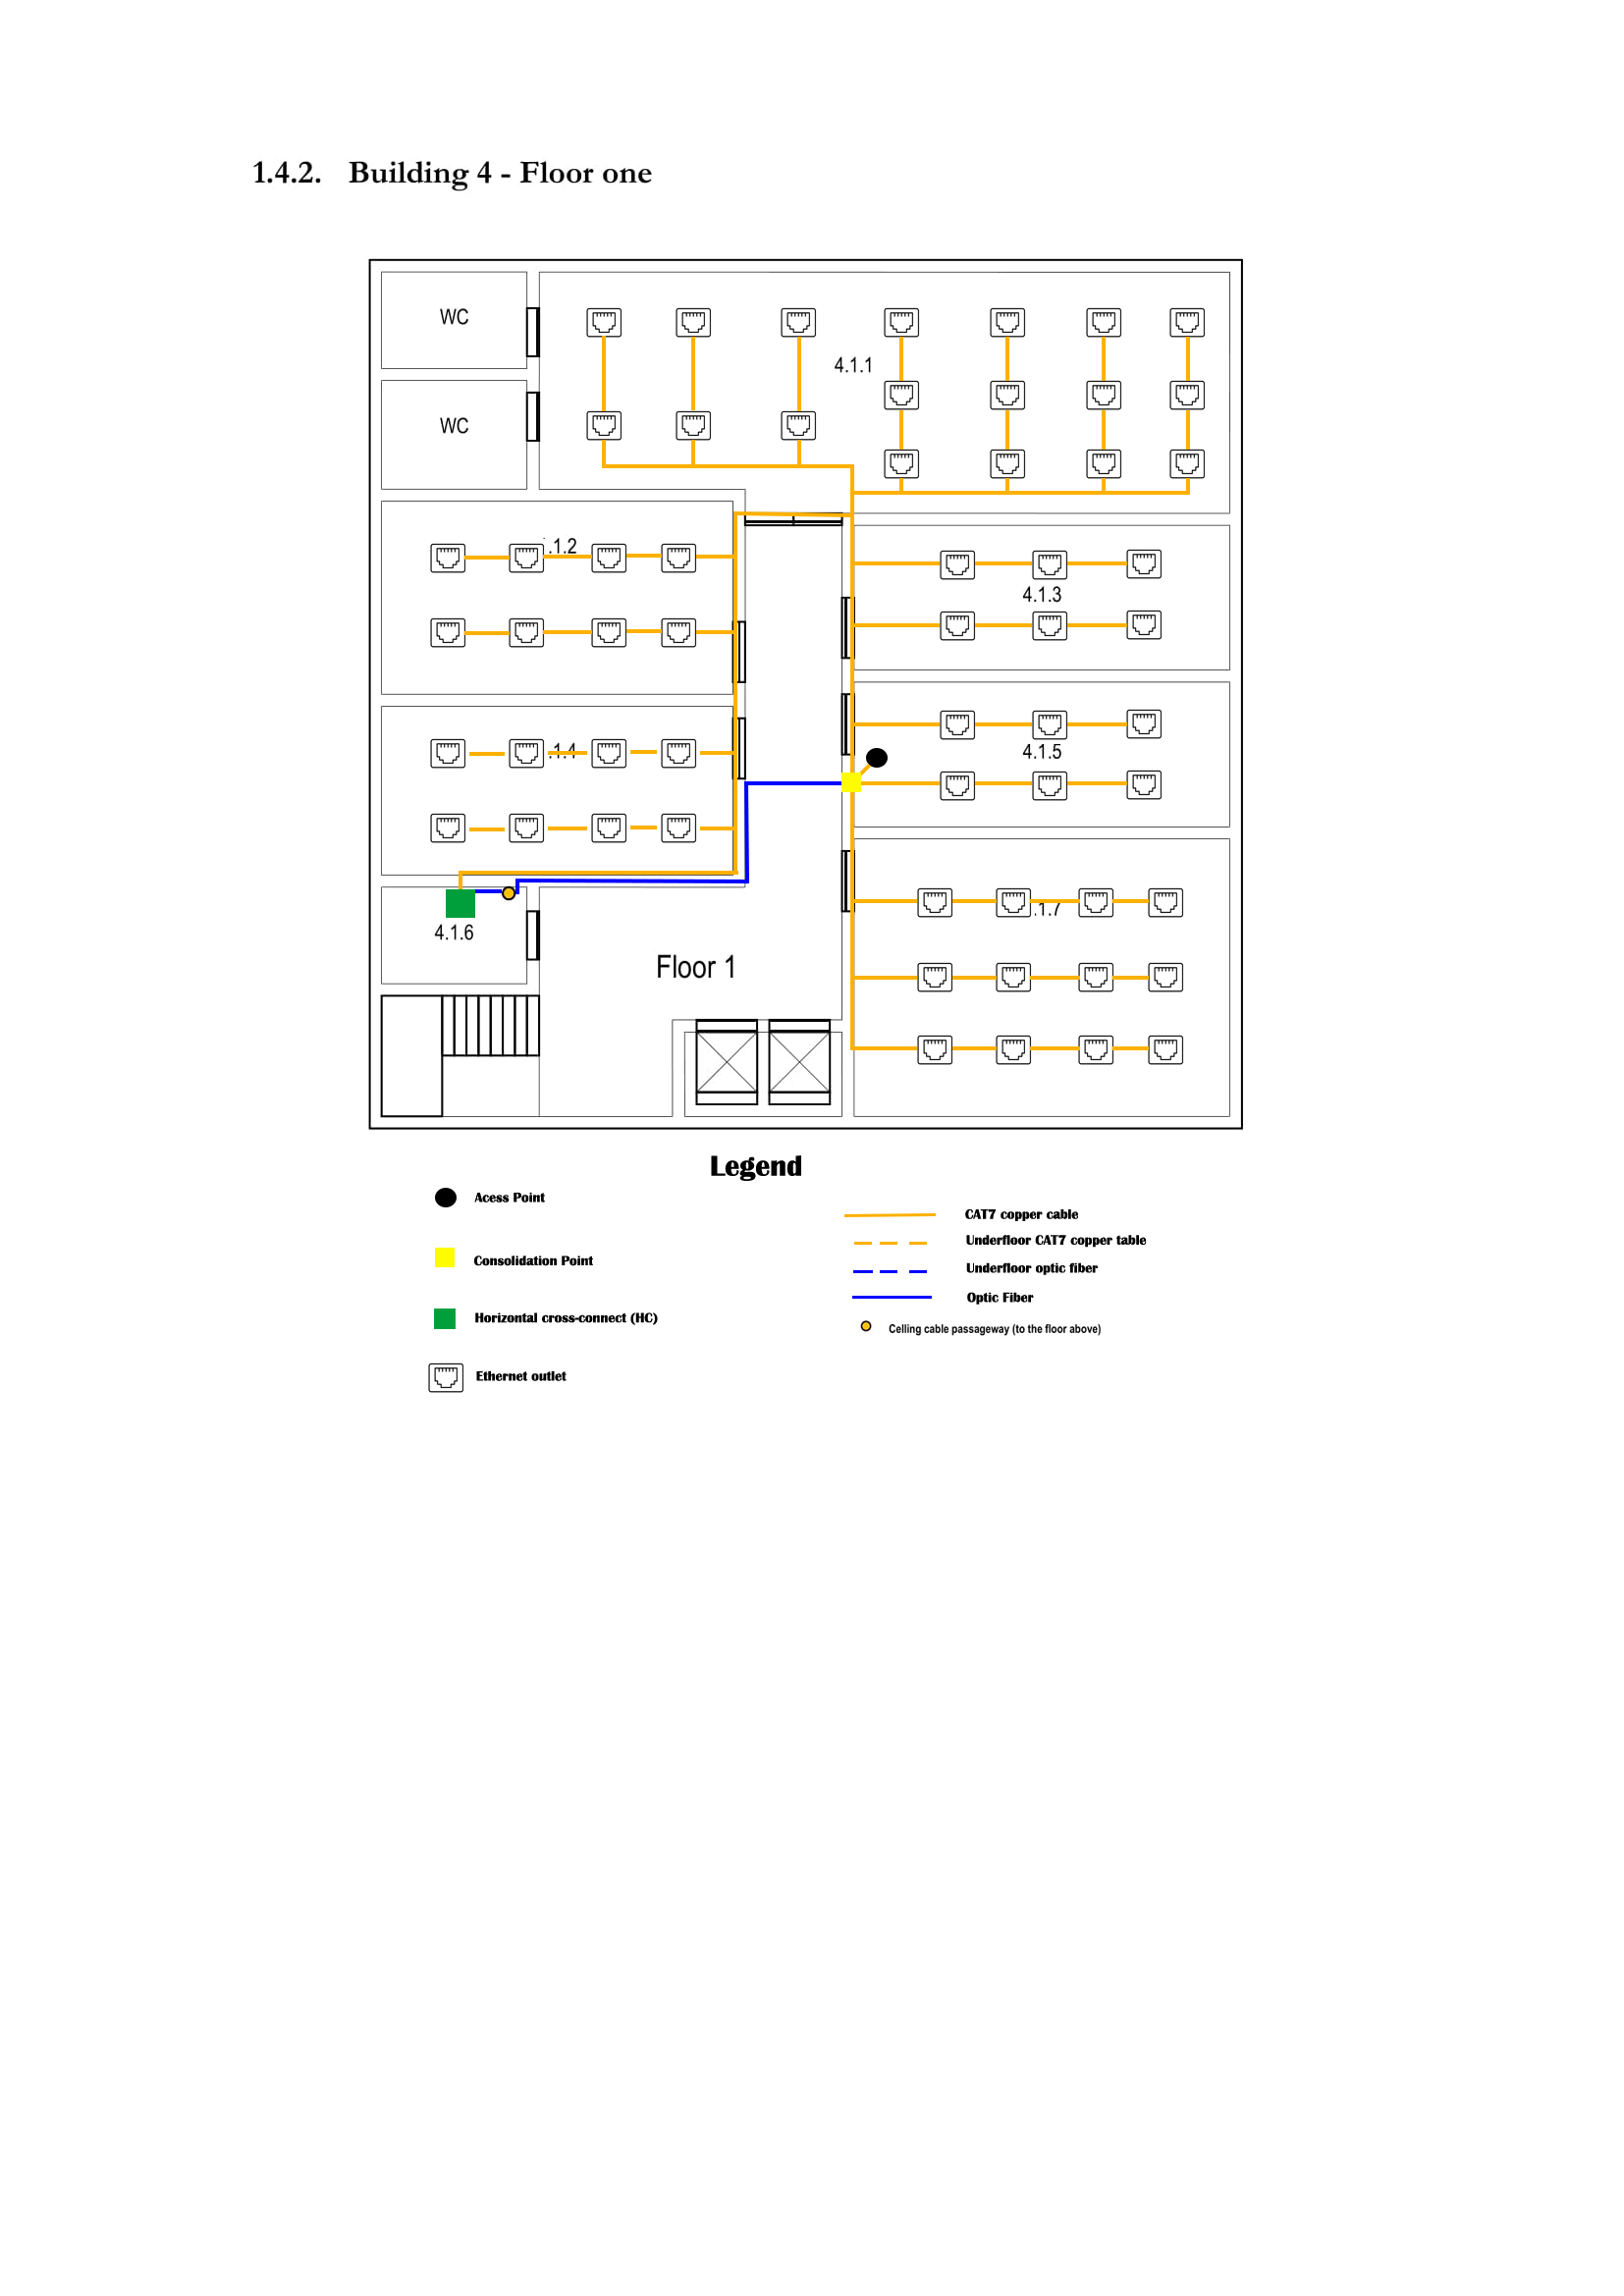 1.4.2. Building 4 - Floor one
WC
4.1.1
WC
.1.2
4.1.3
.1.4
4.1.5
.1.7
4.1.6
Floor 1
Legend
Acess Point
CAT7 copper cable
Underfloor CAT7 copper table
Consolidation Point
Underfloor optic fiber
Optic Fiber
Horizontal cross-connect (HC)
Celling cable passageway (to the floor above)
Ethernet outlet